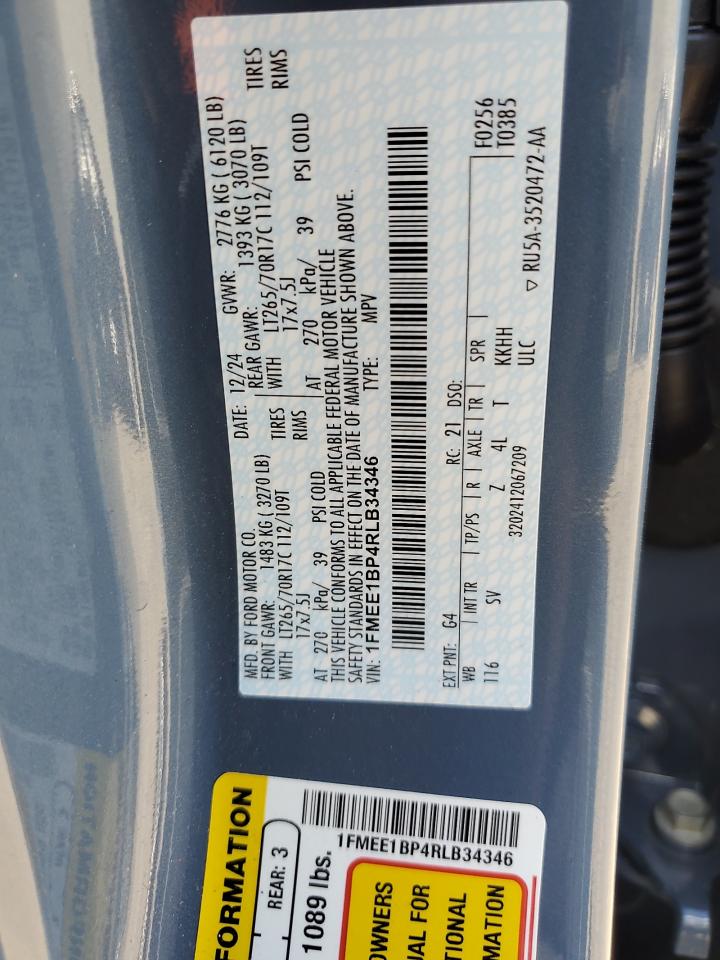 MFD. BY FORD MOTOR CO.
DATE: 12/24 GVWR: 2776 KG ( 6120 LB)
FRONT GAWR: 1483 KG ( 3270 LB)
REAR GAWR: 1393 KG ( 3070 LB)
WITH LT265/70R17C 112/109T TIRES
WITH LT265/70R17C 112/109T TIRES
17x7.5J RIMS
17x7.5J RIMS
AT 270 kPa/ 39 PSI COLD
AT 270 kPa/ 39 PSI COLD
THIS VEHICLE CONFORMS TO ALL APPLICABLE FEDERAL MOTOR VEHICLE
SAFETY STANDARDS IN EFFECT ON THE DATE OF MANUFACTURE SHOWN ABOVE.
VIN: 1FMEE1BP4RLB34346 TYPE: MPV
EXT PNT: G4 RC: 21 DSO: F0256
T0385
WB INT TR TP/PS R AXLE TR SPR
116 SV Z 4L T KKHH
ULC
3202412067209
RU5A-3520472-AA
FORMATION
REAR: 3
1089 lbs.
1FMEE1BP4RLB34346
OWNERS
UAL FOR
TIONAL
MATION